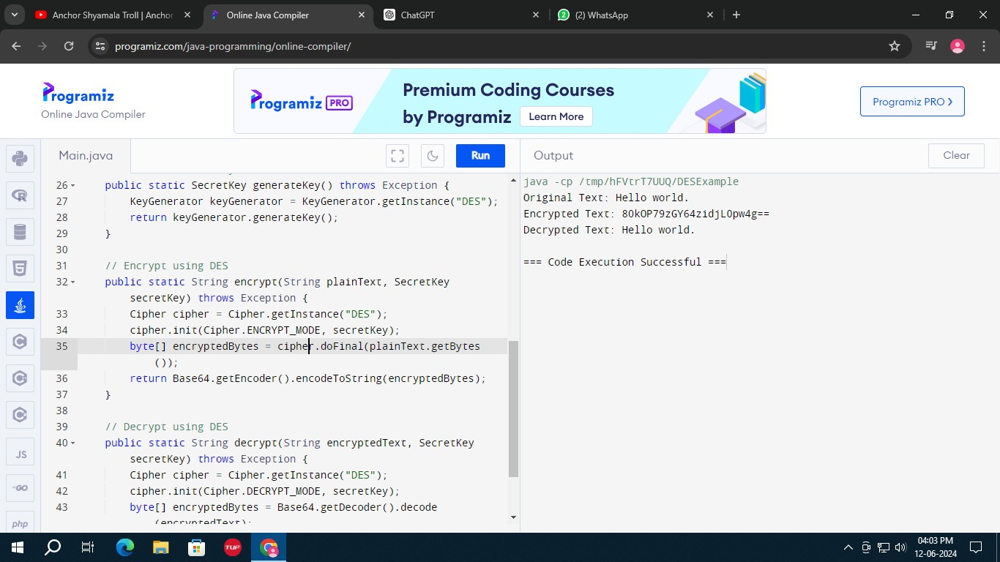 Anchor Shyamala Troll | Anchor
Online Java Compiler
ChatGPT
(2) WhatsApp
programiz.com/java-programming/online-compiler/
Programiz
Online Java Compiler
Programiz PRO
Premium Coding Courses
by Programiz
Learn More
Programiz PRO
Main.java
Run
Output
Clear
26 public static SecretKey generateKey() throws Exception {
27 KeyGenerator keyGenerator = KeyGenerator.getInstance("DES");
28 return keyGenerator.generateKey();
29 }
30
31 // Encrypt using DES
32 public static String encrypt(String plainText, SecretKey
secretKey) throws Exception {
33 Cipher cipher = Cipher.getInstance("DES");
34 cipher.init(Cipher.ENCRYPT_MODE, secretKey);
35 byte[] encryptedBytes = cipher.doFinal(plainText.getBytes
());
36 return Base64.getEncoder().encodeToString(encryptedBytes);
37 }
38
39 // Decrypt using DES
40 public static String decrypt(String encryptedText, SecretKey
secretKey) throws Exception {
41 Cipher cipher = Cipher.getInstance("DES");
42 cipher.init(Cipher.DECRYPT_MODE, secretKey);
43 byte[] encryptedBytes = Base64.getDecoder().decode
(encryptedText);
java -cp /tmp/hFVtrT7UUQ/DESExample
Original Text: Hello world.
Encrypted Text: 8OkOP79zGY64zidjLOpw4g==
Decrypted Text: Hello world.
=== Code Execution Successful ===
JS
GO
php
TUF
04:03 PM
12-06-2024